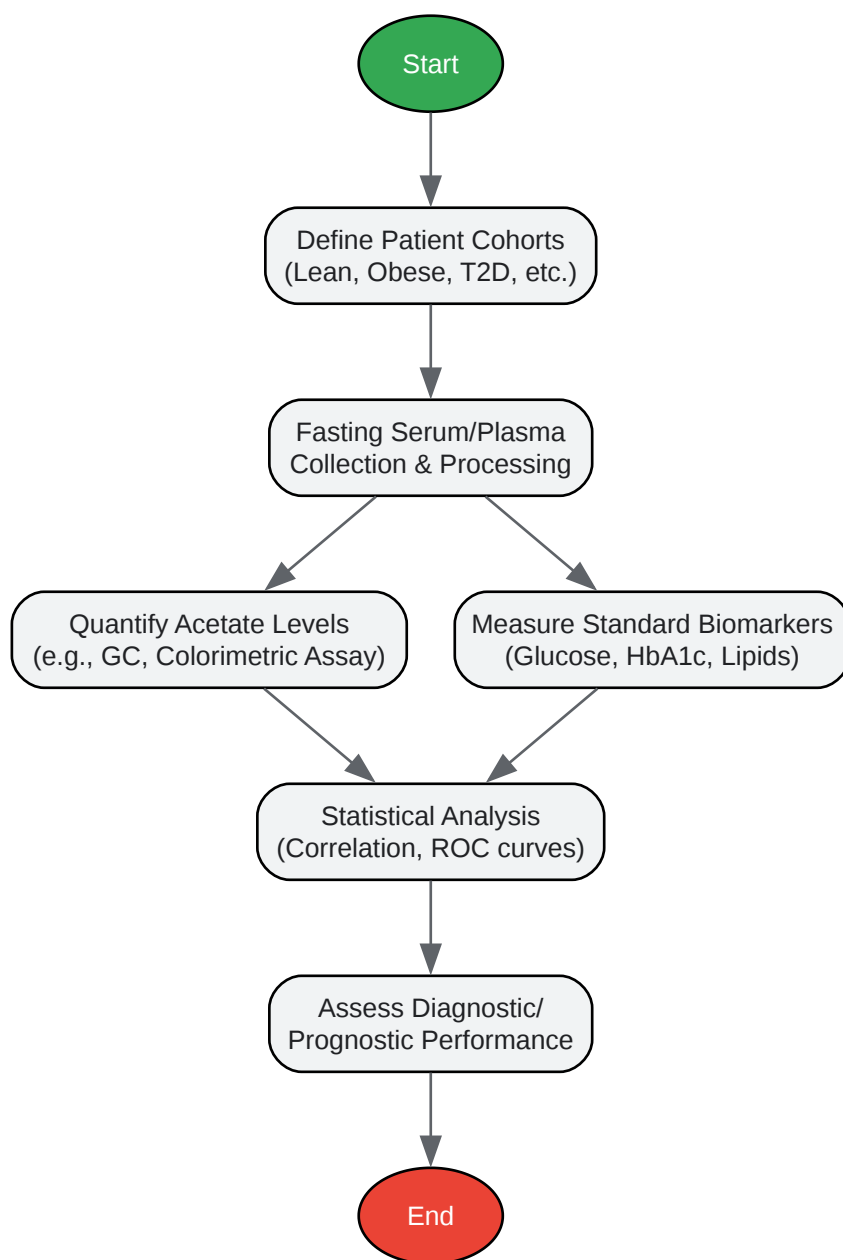 Start
Define Patient Cohorts
(Lean, Obese, T2D, etc.)
Fasting Serum/Plasma
Collection & Processing
Quantify Acetate Levels
(e.g., GC, Colorimetric Assay)
Measure Standard Biomarkers
(Glucose, HbA1c, Lipids)
Statistical Analysis
(Correlation, ROC curves)
Assess Diagnostic/
Prognostic Performance
End